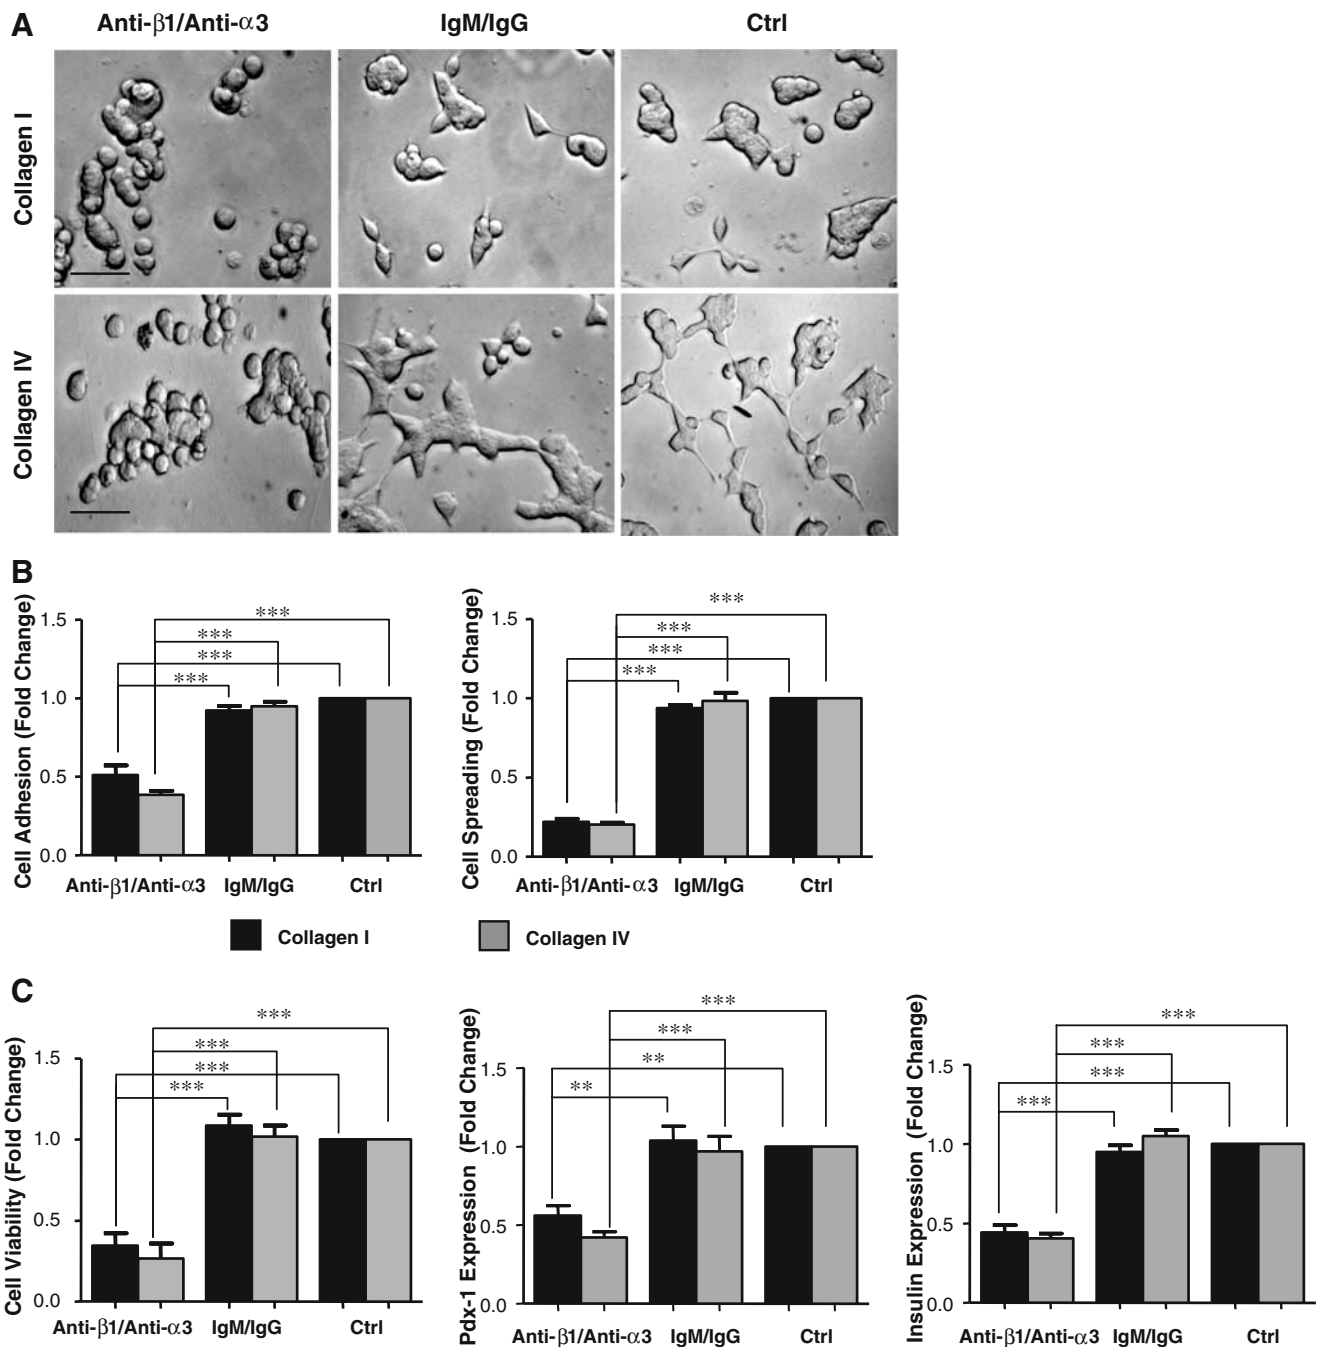 A
Anti-β1/Anti-α3 IgM/IgG Ctrl
Collagen I
Collagen IV
B
Cell Adhesion (Fold Change)
1.5
1.0
0.5
0.0
***
***
***
***
Anti-β1/Anti-α3 IgM/IgG Ctrl
Cell Spreading (Fold Change)
1.5
1.0
0.5
0.0
***
***
***
***
Anti-β1/Anti-α3 IgM/IgG Ctrl
Collagen I
Collagen IV
C
Cell Viability (Fold Change)
1.5
1.0
0.5
0.0
***
***
***
***
Anti-β1/Anti-α3 IgM/IgG Ctrl
Pdx-1 Expression (Fold Change)
1.5
1.0
0.5
0.0
***
***
**
**
Anti-β1/Anti-α3 IgM/IgG Ctrl
Insulin Expression (Fold Change)
1.5
1.0
0.5
0.0
***
***
***
***
Anti-β1/Anti-α3 IgM/IgG Ctrl